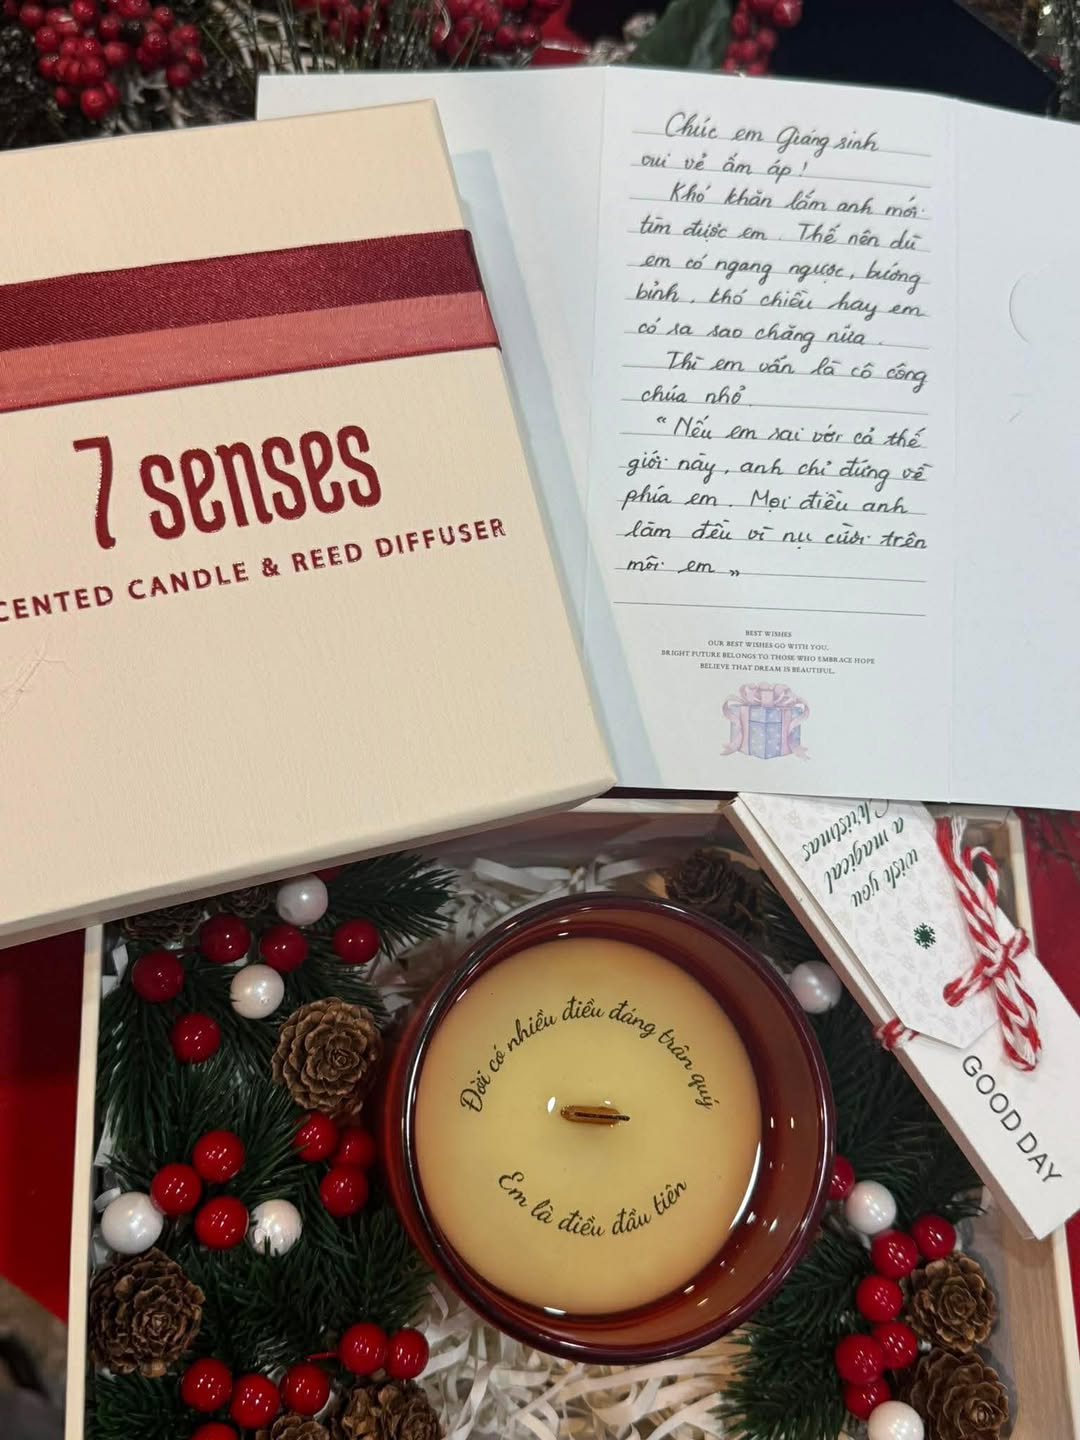 7 senses
CENTED CANDLE & REED DIFFUSER
Chúc em Giáng sinh
vui vẻ ấm áp!
Khó khăn lắm anh mới
tìm được em. Thế nên dù
em có ngang ngược, bướng
bỉnh, khó chiều hay em
có ra sao chăng nữa.
Thì em vẫn là cô công
chúa nhỏ.
"Nếu em sai với cả thế
giới này, anh chỉ đứng về
phía em. Mọi điều anh
làm đều vì nụ cười trên
môi em"
BEST WISHES
OUR BEST WISHES GO WITH YOU.
BRIGHT FUTURE BELONGS TO THOSE WHO EMBRACE HOPE
BELIEVE THAT DREAM IS BEAUTIFUL.
wish you
a magical
Christmas
GOOD DAY
Đời có nhiều điều đáng trân quý
Em là điều đầu tiên